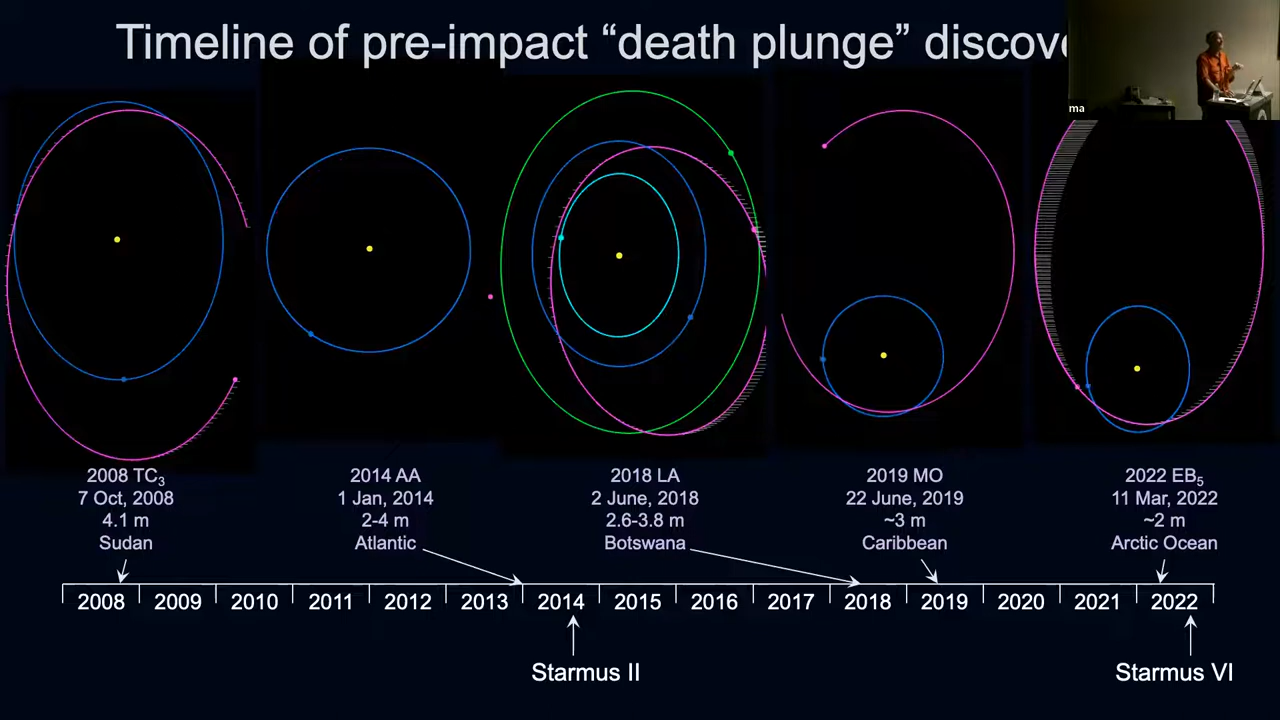 Timeline of pre-impact “death plunge” discove
ma
2008 TC₃
7 Oct, 2008
4.1 m
Sudan
2014 AA
1 Jan, 2014
2-4 m
Atlantic
2018 LA
2 June, 2018
2.6-3.8 m
Botswana
2019 MO
22 June, 2019
~3 m
Caribbean
2022 EB₅
11 Mar, 2022
~2 m
Arctic Ocean
2008 2009 2010 2011 2012 2013 2014 2015 2016 2017 2018 2019 2020 2021 2022
Starmus II
Starmus VI